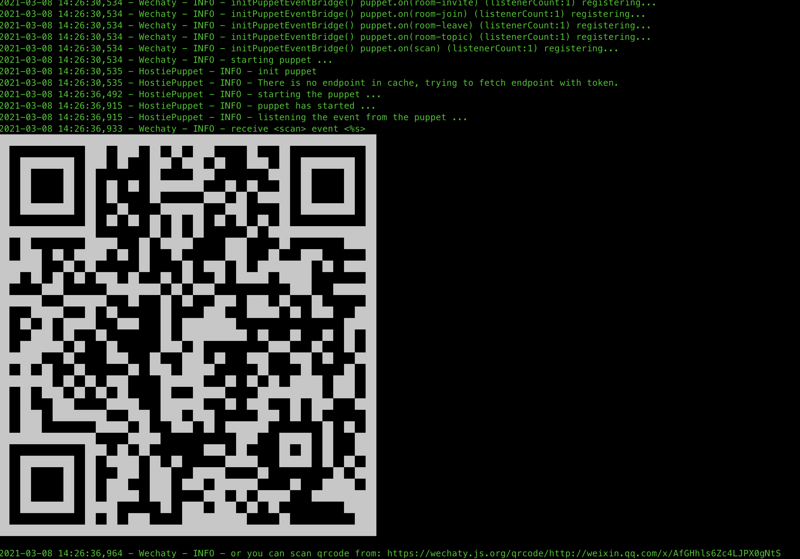 2021-03-08 14:26:30,534 - Wechaty - INFO - initPuppetEventBridge() puppet.on(room-invite) (listenerCount:1) registering...
2021-03-08 14:26:30,534 - Wechaty - INFO - initPuppetEventBridge() puppet.on(room-join) (listenerCount:1) registering...
2021-03-08 14:26:30,534 - Wechaty - INFO - initPuppetEventBridge() puppet.on(room-leave) (listenerCount:1) registering...
2021-03-08 14:26:30,534 - Wechaty - INFO - initPuppetEventBridge() puppet.on(room-topic) (listenerCount:1) registering...
2021-03-08 14:26:30,534 - Wechaty - INFO - initPuppetEventBridge() puppet.on(scan) (listenerCount:1) registering...
2021-03-08 14:26:30,534 - Wechaty - INFO - starting puppet ...
2021-03-08 14:26:30,535 - HostiePuppet - INFO - init puppet
2021-03-08 14:26:30,535 - HostiePuppet - INFO - There is no endpoint in cache, trying to fetch endpoint with token.
2021-03-08 14:26:36,492 - HostiePuppet - INFO - starting the puppet ...
2021-03-08 14:26:36,915 - HostiePuppet - INFO - puppet has started ...
2021-03-08 14:26:36,915 - HostiePuppet - INFO - listening the event from the puppet ...
2021-03-08 14:26:36,933 - Wechaty - INFO - receive <scan> event <%s>
2021-03-08 14:26:36,964 - Wechaty - INFO - or you can scan qrcode from: https://wechaty.js.org/qrcode/http://weixin.qq.com/x/AfGHhls6Zc4LJPX0gNtS